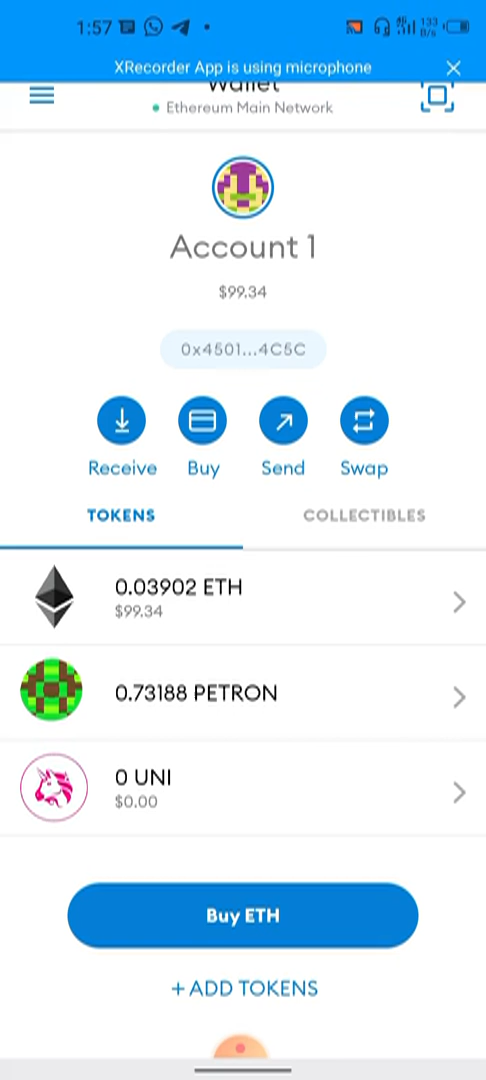 1:57
133
B/s
XRecorder App is using microphone
Wallet
Ethereum Main Network
Account 1
$99.34
0x4501...4C5C
Receive Buy Send Swap
TOKENS COLLECTIBLES
0.03902 ETH
$99.34
0.73188 PETRON
0 UNI
$0.00
Buy ETH
+ ADD TOKENS